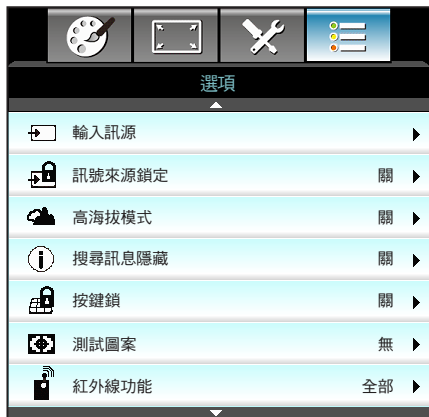 選項
輸入訊源
訊號來源鎖定 關
高海拔模式 關
搜尋訊息隱藏 關
按鍵鎖 關
測試圖案 無
紅外線功能 全部